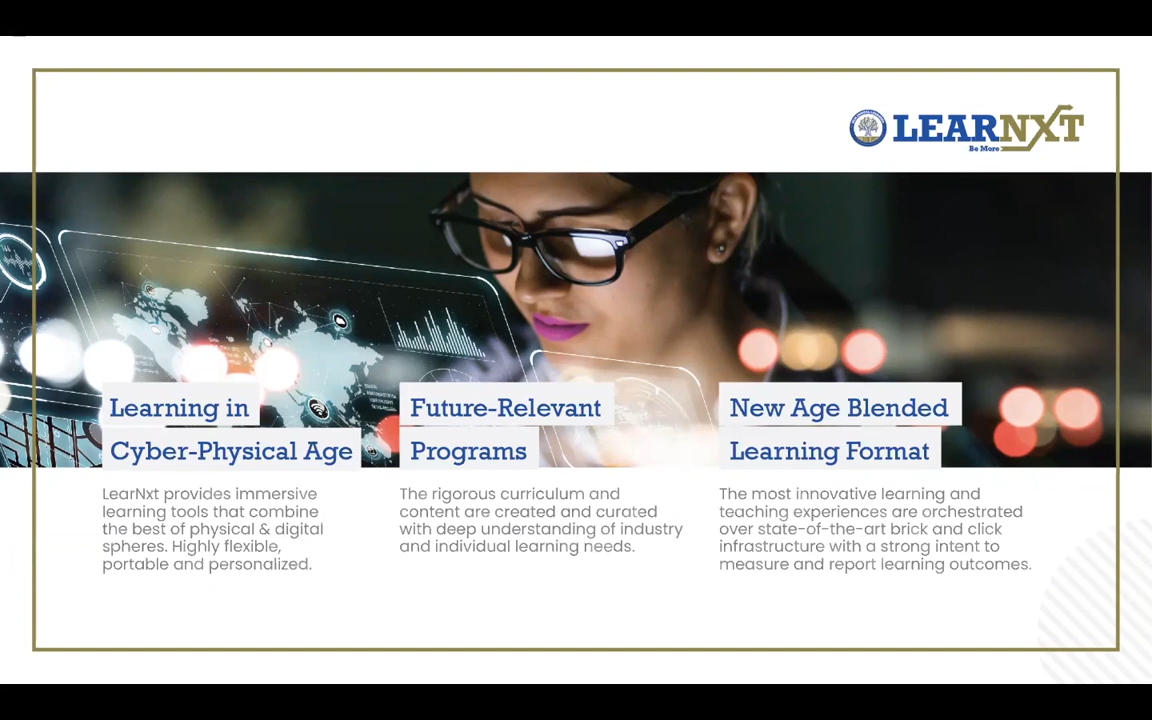 LEARNXT
Be More
Learning in
Cyber-Physical Age
LearNxt provides immersive
learning tools that combine
the best of physical & digital
spheres. Highly flexible,
portable and personalized.
Future-Relevant
Programs
The rigorous curriculum and
content are created and curated
with deep understanding of industry
and individual learning needs.
New Age Blended
Learning Format
The most innovative learning and
teaching experiences are orchestrated
over state-of-the-art brick and click
infrastructure with a strong intent to
measure and report learning outcomes.